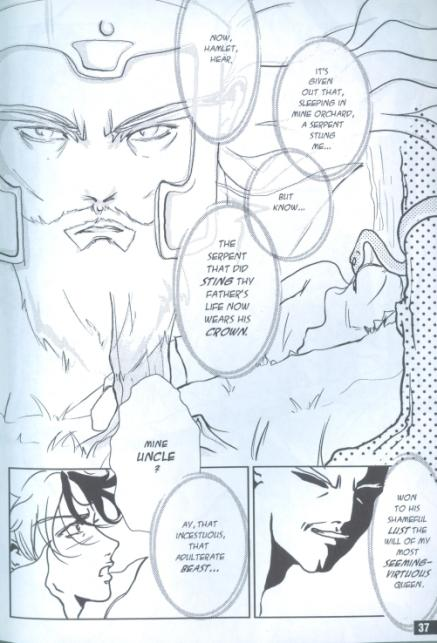 NOW,
HAMLET,
HEAR.
IT'S
GIVEN
OUT THAT,
SLEEPING IN
MINE ORCHARD,
A SERPENT
STUNG
ME...
BUT
KNOW...
THE
SERPENT
THAT DID
STING THY
FATHER'S
LIFE NOW
WEARS HIS
CROWN.
MINE
UNCLE
?
AY, THAT
INCESTUOUS,
THAT
ADULTERATE
BEAST...
WON
TO HIS
SHAMEFUL
LUST THE
WILL OF MY
MOST
SEEMING-
VIRTUOUS
QUEEN.
37